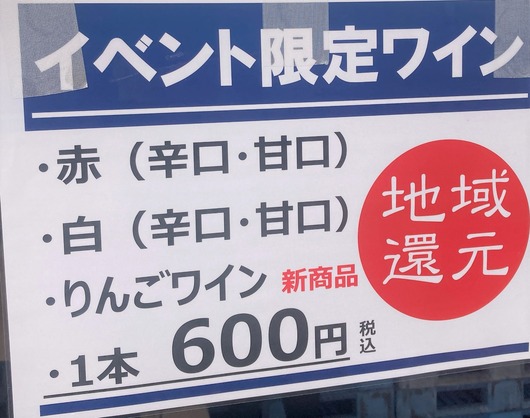 イベント限定ワイン
・赤（辛口・甘口）
・白（辛口・甘口）
・りんごワイン 新商品
・1本 600円 税込
地域
還元